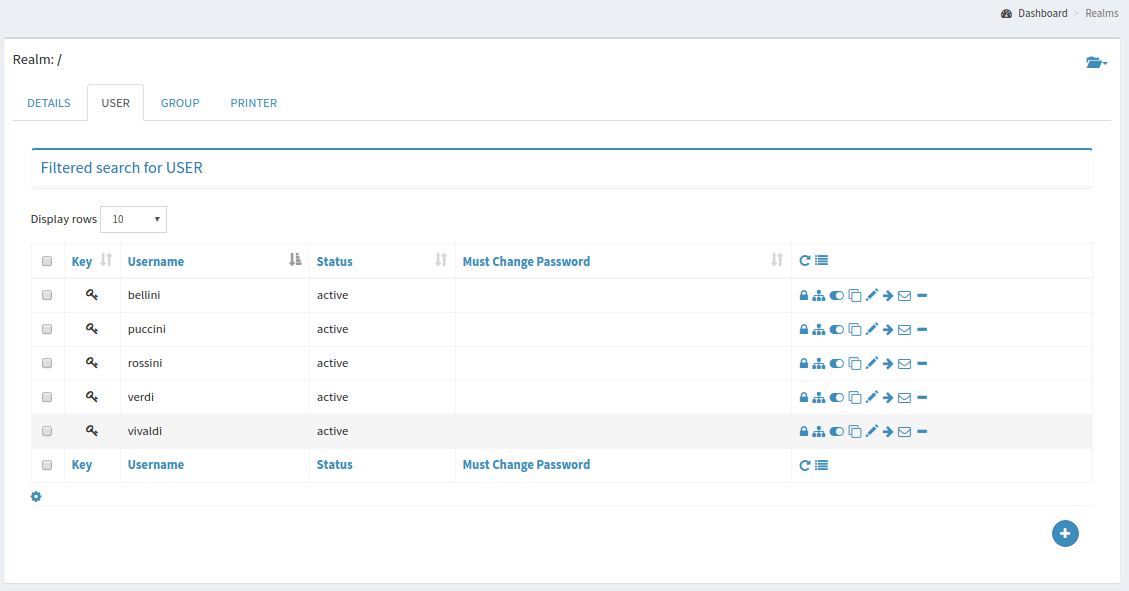 Dashboard > Realms
Realm: /
DETAILS USER GROUP PRINTER
Filtered search for USER
Display rows 10
Key Username Status Must Change Password
bellini active
puccini active
rossini active
verdi active
vivaldi active
Key Username Status Must Change Password